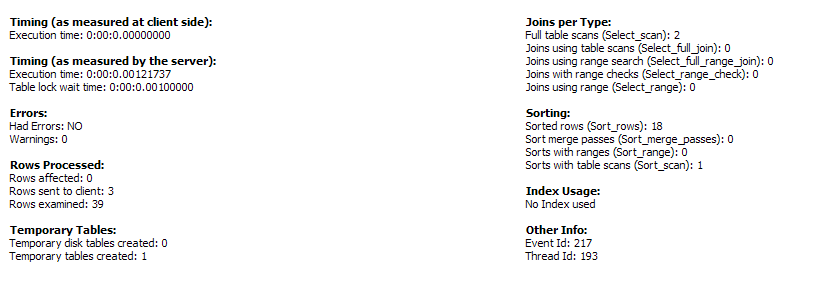 Timing (as measured at client side):
Execution time: 0:00:0.00000000
Timing (as measured by the server):
Execution time: 0:00:0.00121737
Table lock wait time: 0:00:0.00100000
Errors:
Had Errors: NO
Warnings: 0
Rows Processed:
Rows affected: 0
Rows sent to client: 3
Rows examined: 39
Temporary Tables:
Temporary disk tables created: 0
Temporary tables created: 1
Joins per Type:
Full table scans (Select_scan): 2
Joins using table scans (Select_full_join): 0
Joins using range search (Select_full_range_join): 0
Joins with range checks (Select_range_check): 0
Joins using range (Select_range): 0
Sorting:
Sorted rows (Sort_rows): 18
Sort merge passes (Sort_merge_passes): 0
Sorts with ranges (Sort_range): 0
Sorts with table scans (Sort_scan): 1
Index Usage:
No Index used
Other Info:
Event Id: 217
Thread Id: 193